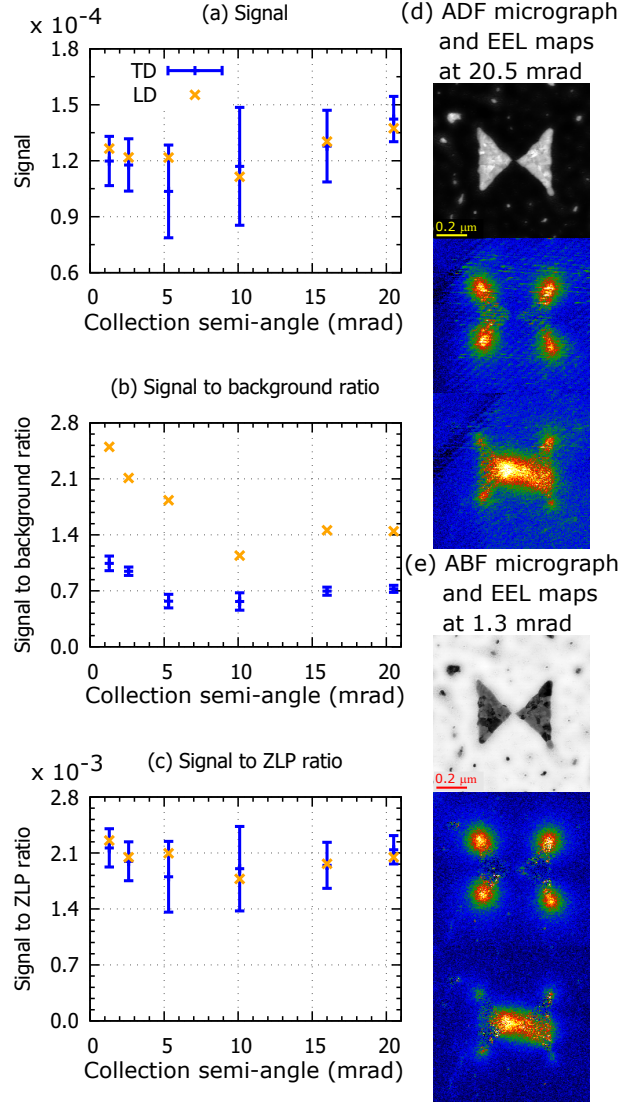 (a) Signal
x 10⁻⁴
1.8
1.5
1.2
0.9
0.6
Signal
TD
LD
0 5 10 15 20
Collection semi-angle (mrad)
(b) Signal to background ratio
2.8
2.1
1.4
0.7
0.0
Signal to background ratio
0 5 10 15 20
Collection semi-angle (mrad)
x 10⁻³
(c) Signal to ZLP ratio
2.8
2.1
1.4
0.7
0.0
Signal to ZLP ratio
0 5 10 15 20
Collection semi-angle (mrad)
(d) ADF micrograph
and EEL maps
at 20.5 mrad
0.2 μm
(e) ABF micrograph
and EEL maps
at 1.3 mrad
0.2 μm